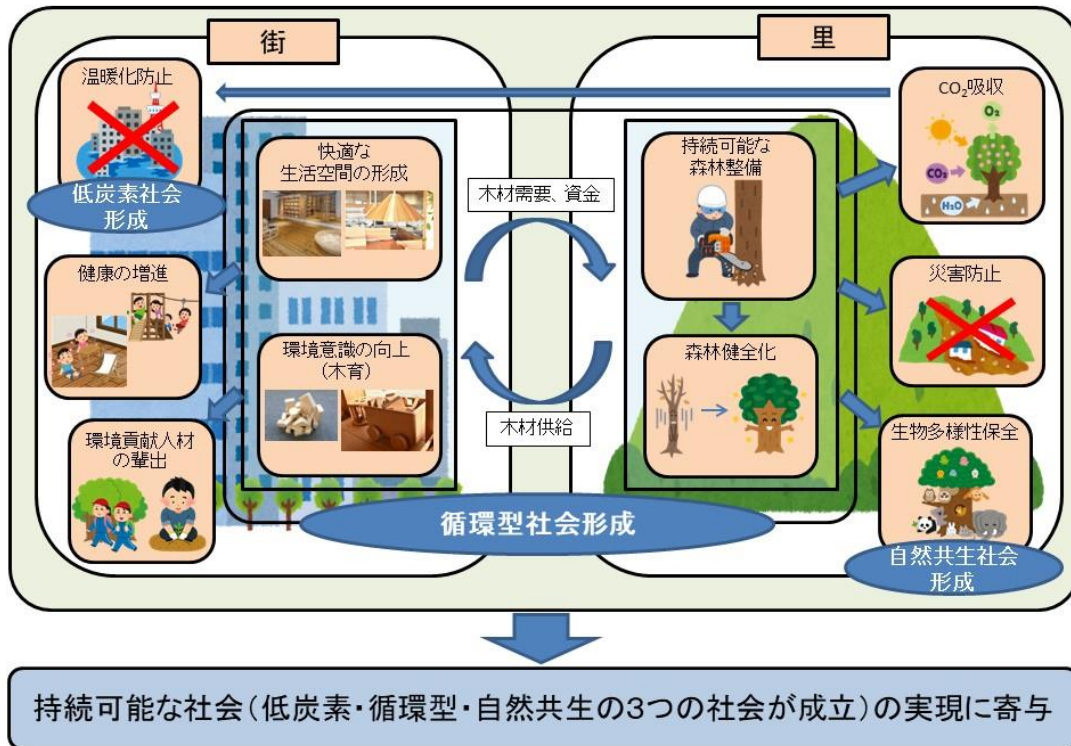 街
里
温暖化防止
低炭素社会
形成
快適な
生活空間の形成
木材需要、資金
持続可能な
森林整備
CO₂吸収
O₂
CO₂
H₂O
健康の増進
災害防止
環境意識の向上
(木育)
森林健全化
木材供給
環境貢献人材
の輩出
生物多様性保全
循環型社会形成
自然共生社会
形成
持続可能な社会(低炭素・循環型・自然共生の3つの社会が成立)の実現に寄与